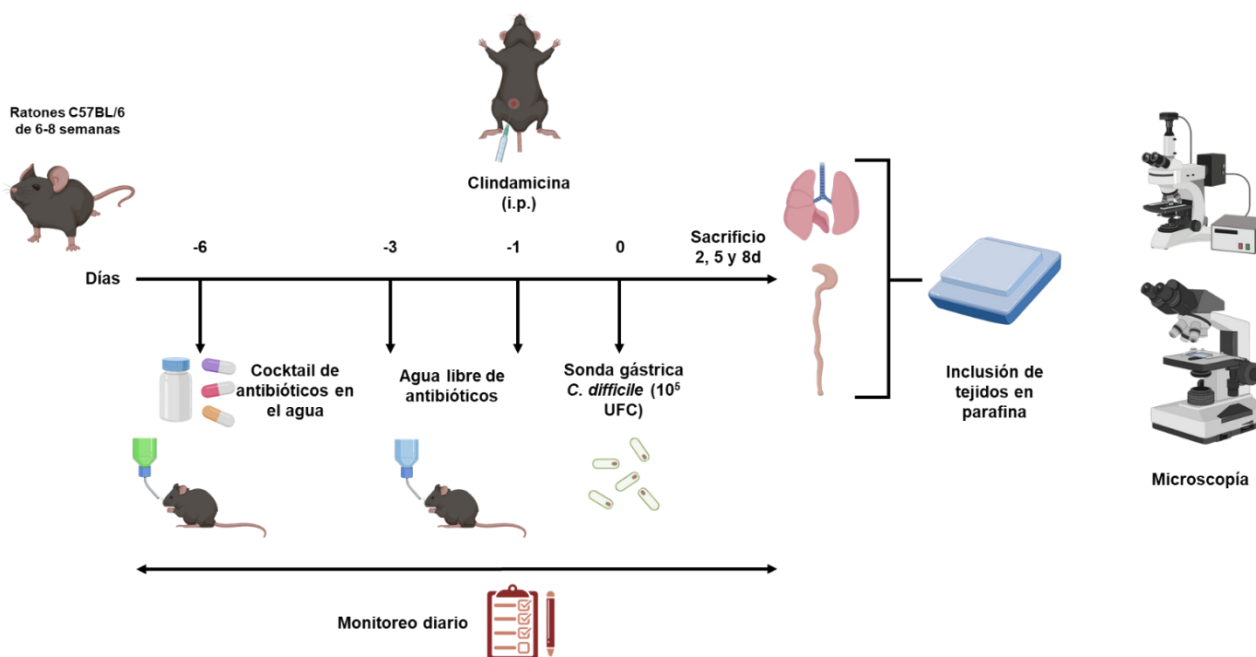 Ratones C57BL/6
de 6-8 semanas
Clindamicina
(i.p.)
Días
-6
-3
-1
0
Sacrificio
2, 5 y 8d
Cocktail de
antibióticos en
el agua
Agua libre de
antibióticos
Sonda gástrica
C. difficile (10⁵
UFC)
Inclusión de
tejidos en
parafina
Microscopía
Monitoreo diario